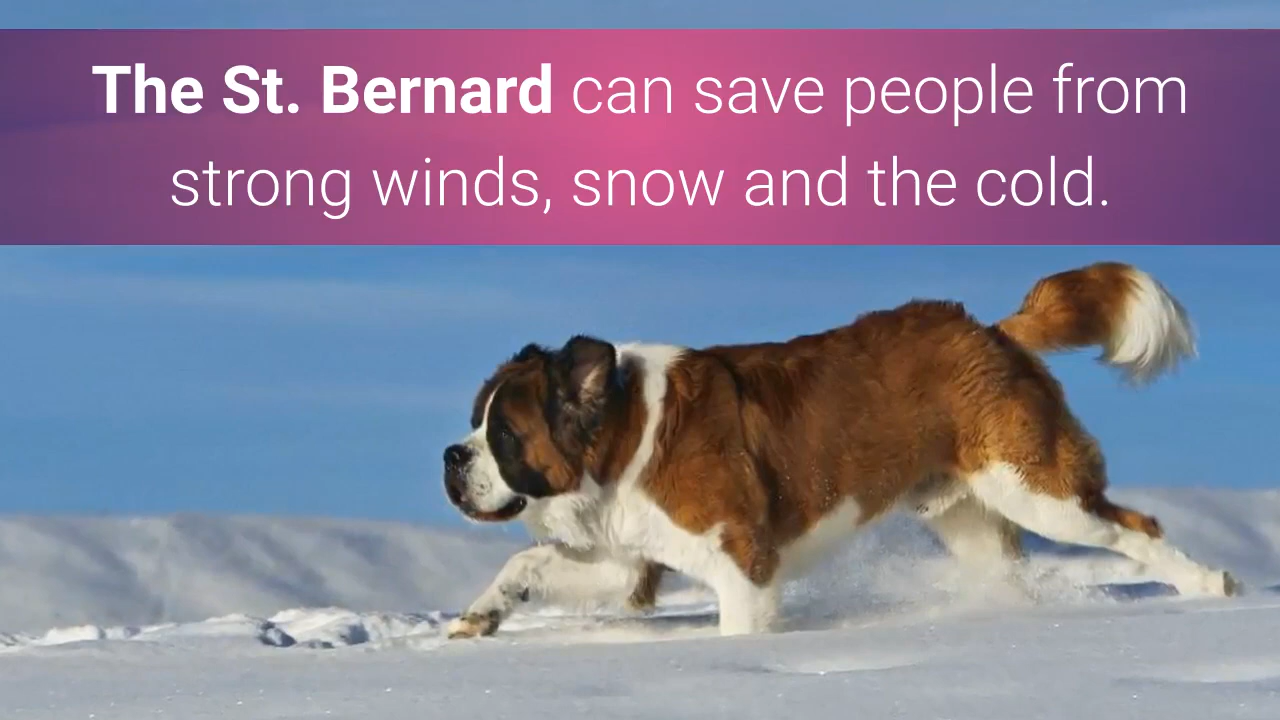 The St. Bernard can save people from
strong winds, snow and the cold.